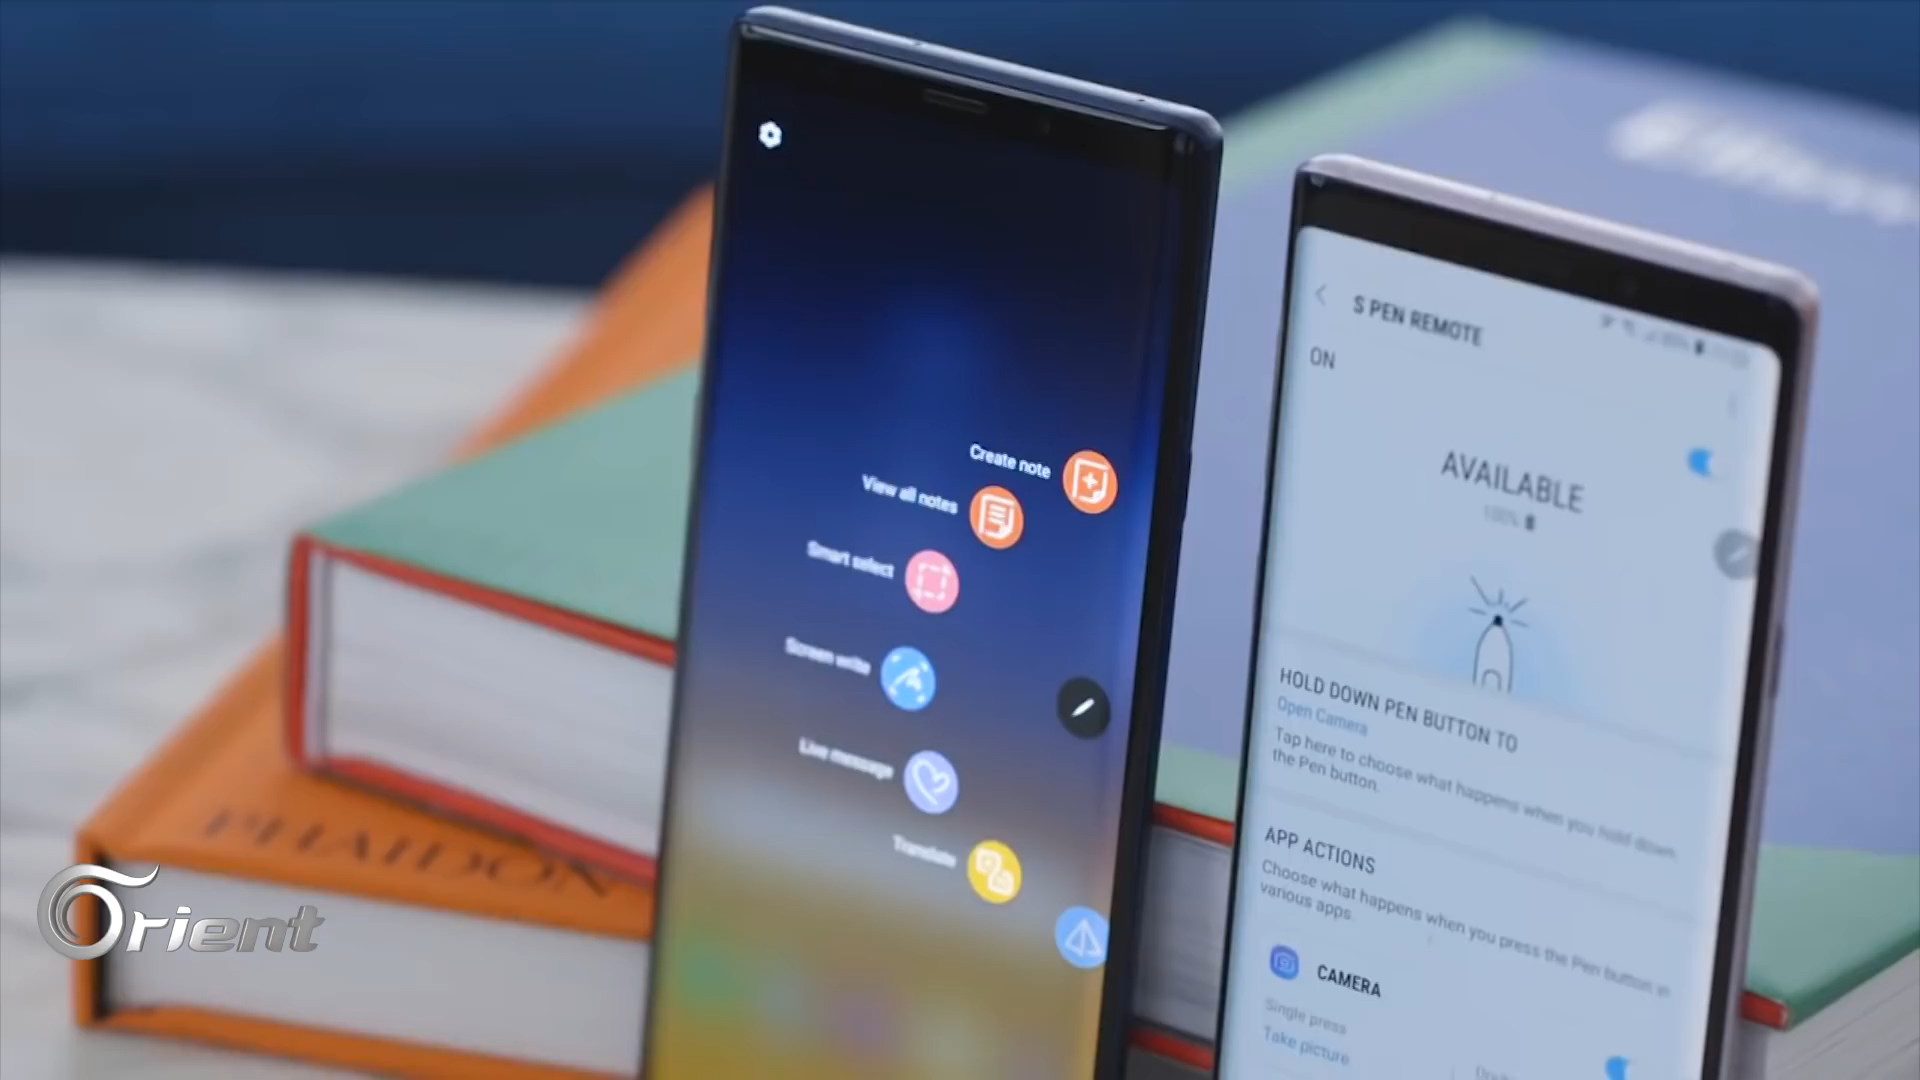 Create note
View all notes
Smart select
Screen write
Live message
Translate
S PEN REMOTE
ON
AVAILABLE
100%
HOLD DOWN PEN BUTTON TO
Open Camera
Tap here to choose what happens when you hold down
the Pen button.
APP ACTIONS
Choose what happens when you press the Pen button in
various apps.
CAMERA
Single press
Take picture
PHAIDON
Orient